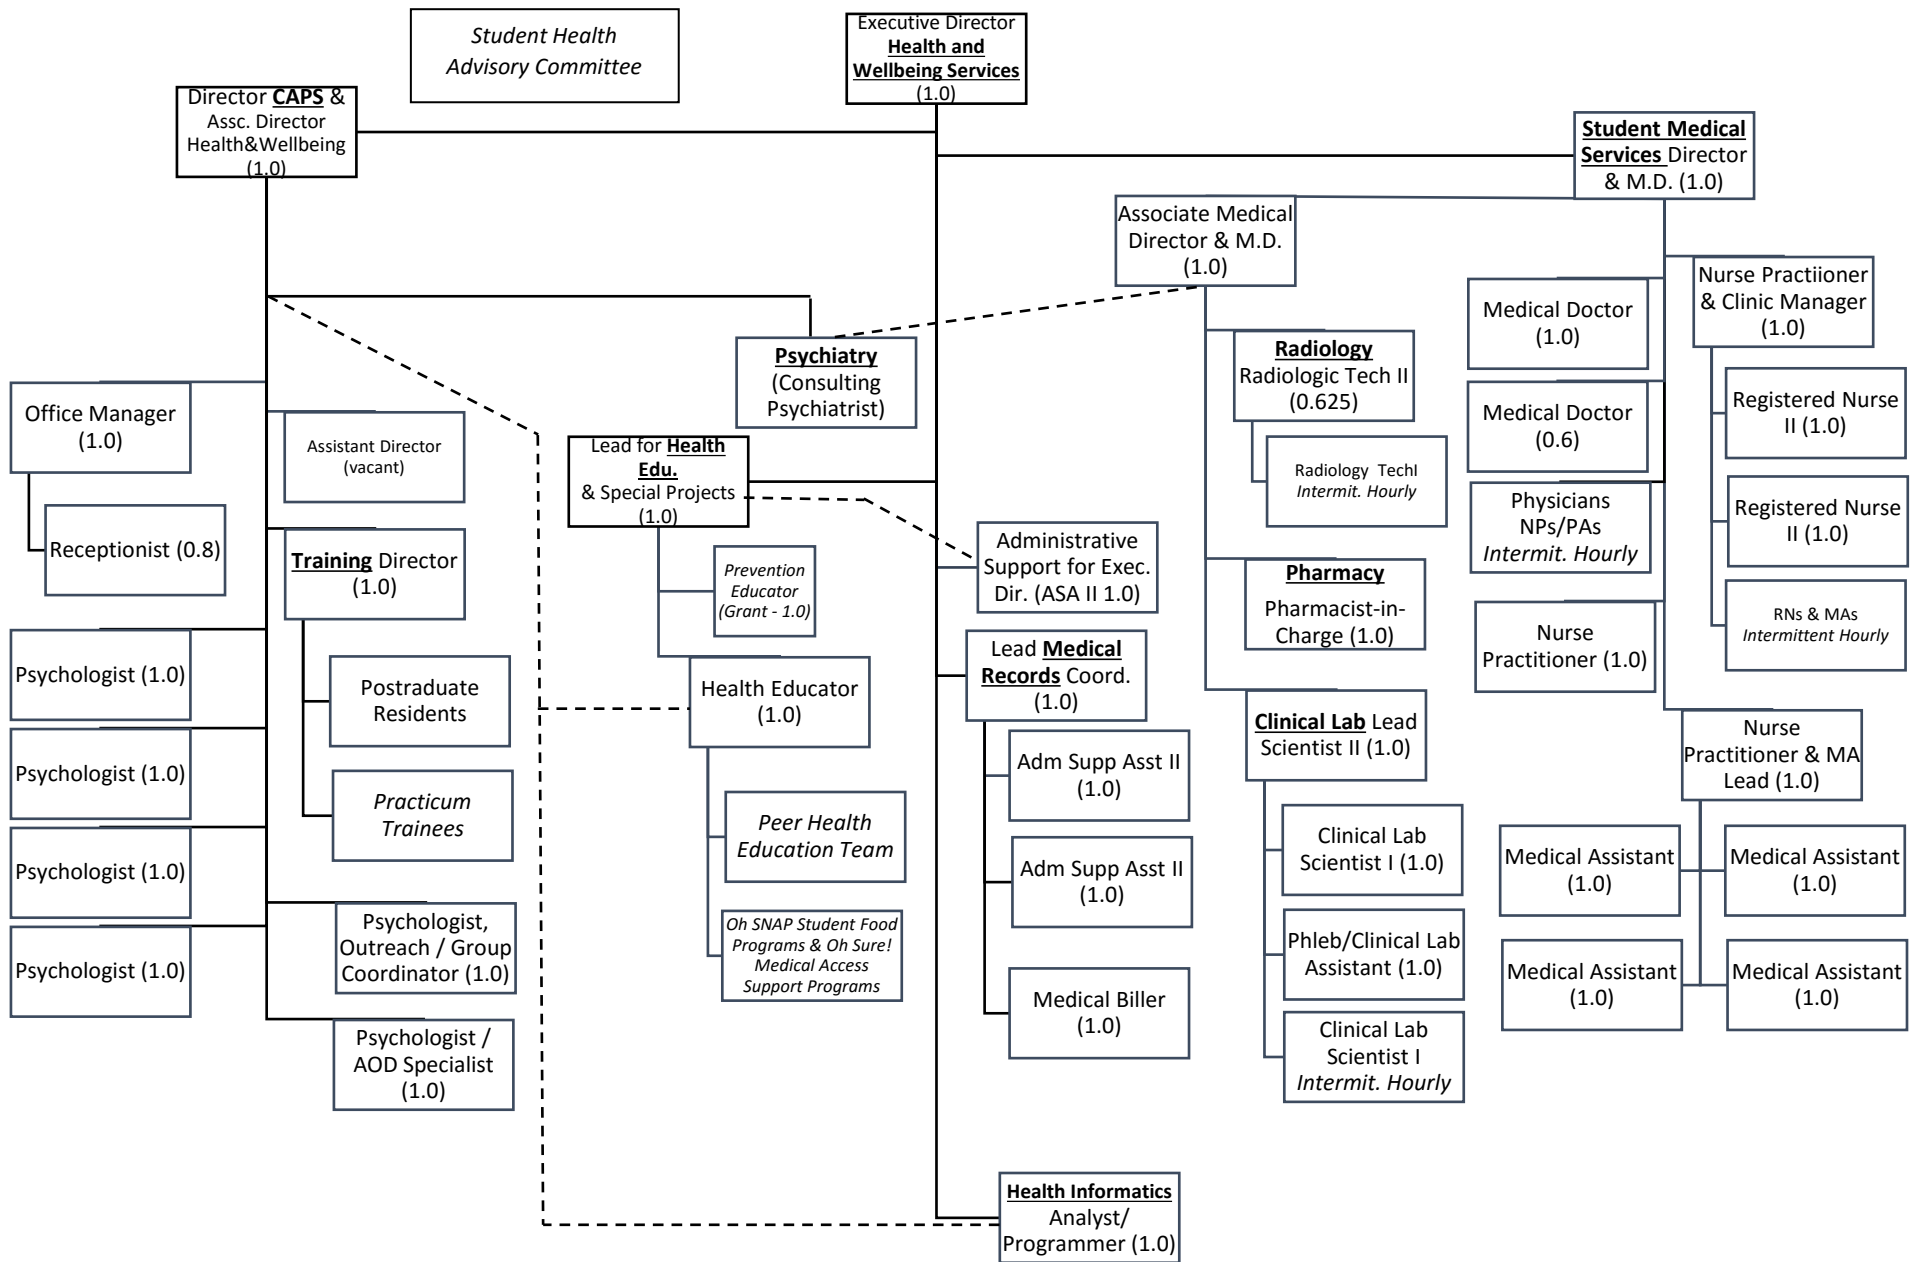 Student Health
Advisory Committee
Executive Director
Health and
Wellbeing Services
(1.0)
Director CAPS &
Assc. Director
Health&Wellbeing
(1.0)
Student Medical
Services Director
& M.D. (1.0)
Associate Medical
Director & M.D.
(1.0)
Nurse Practiioner
& Clinic Manager
(1.0)
Medical Doctor
(1.0)
Psychiatry
(Consulting
Psychiatrist)
Radiology
Radiologic Tech II
(0.625)
Registered Nurse
II (1.0)
Office Manager
(1.0)
Assistant Director
(vacant)
Medical Doctor
(0.6)
Lead for Health
Edu.
& Special Projects
(1.0)
Radiology TechI
Intermit. Hourly
Physicians
NPs/PAs
Intermit. Hourly
Registered Nurse
II (1.0)
Receptionist (0.8)
Training Director
(1.0)
Prevention
Educator
(Grant - 1.0)
Administrative
Support for Exec.
Dir. (ASA II 1.0)
Pharmacy
Pharmacist-in-
Charge (1.0)
Nurse
Practitioner (1.0)
RNs & MAs
Intermittent Hourly
Psychologist (1.0)
Postraduate
Residents
Health Educator
(1.0)
Lead Medical
Records Coord.
(1.0)
Clinical Lab Lead
Scientist II (1.0)
Nurse
Practitioner & MA
Lead (1.0)
Psychologist (1.0)
Practicum
Trainees
Adm Supp Asst II
(1.0)
Peer Health
Education Team
Clinical Lab
Scientist I (1.0)
Medical Assistant
(1.0)
Medical Assistant
(1.0)
Psychologist (1.0)
Adm Supp Asst II
(1.0)
Psychologist,
Outreach / Group
Coordinator (1.0)
Oh SNAP Student Food
Programs & Oh Sure!
Medical Access
Support Programs
Phleb/Clinical Lab
Assistant (1.0)
Medical Assistant
(1.0)
Medical Assistant
(1.0)
Psychologist (1.0)
Medical Biller
(1.0)
Psychologist /
AOD Specialist
(1.0)
Clinical Lab
Scientist I
Intermit. Hourly
Health Informatics
Analyst/
Programmer (1.0)